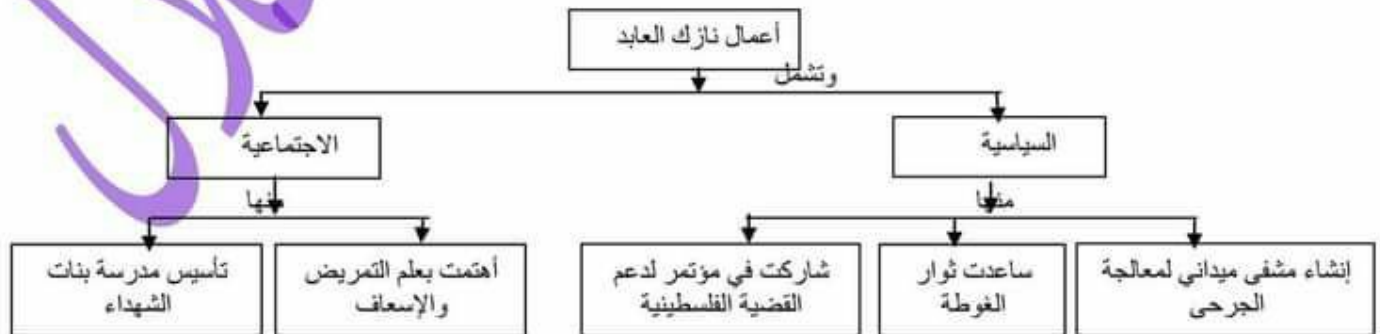 أعمال نازك العابد
وتشمل
السياسية
الاجتماعية
منها
منها
إنشاء مشفى ميداني لمعالجة
الجرحى
ساعدت ثوار
الغوطة
شاركت في مؤتمر لدعم
القضية الفلسطينية
أهتمت بعلم التمريض
والإسعاف
تأسيس مدرسة بنات
الشهداء